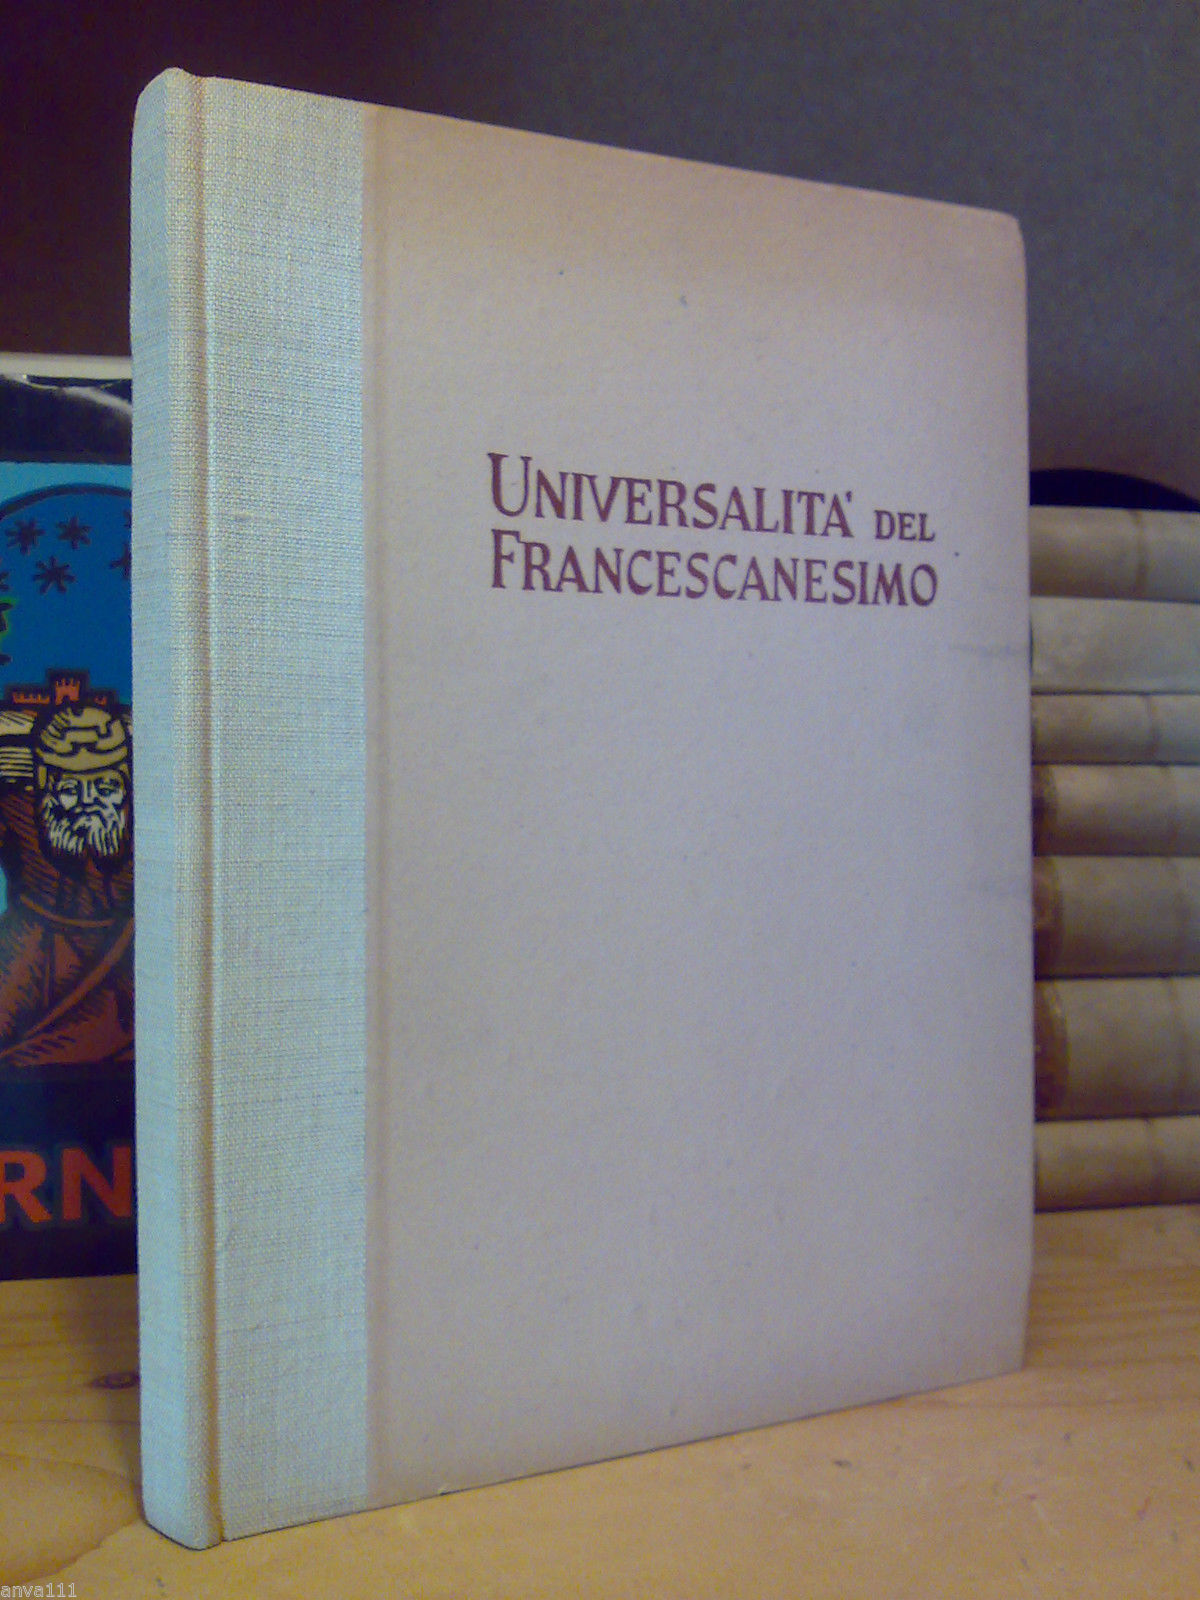 UNIVERSALITA' DEL
FRANCESCANESIMO
RN
anva111